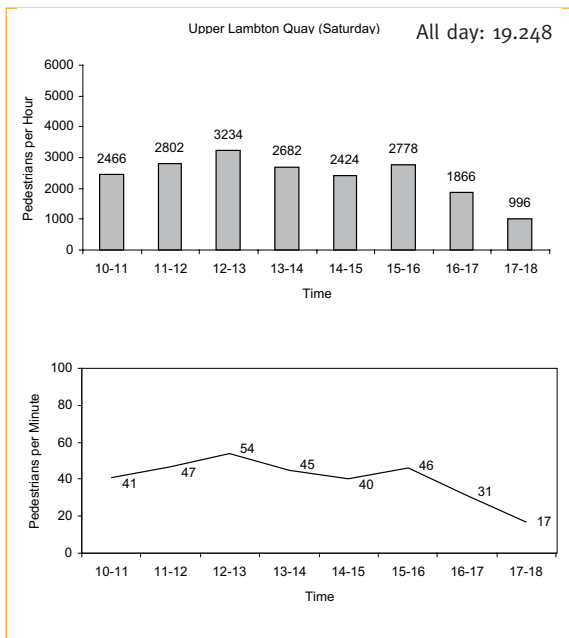 Upper Lambton Quay (Saturday) All day: 19.248
6000
5000
4000
3000
2000
1000
0
Pedestrians per Hour
2466 2802 3234 2682 2424 2778 1866 996
10-11 11-12 12-13 13-14 14-15 15-16 16-17 17-18
Time
100
80
60
40
20
0
Pedestrians per Minute
41 47 54 45 40 46 31 17
10-11 11-12 12-13 13-14 14-15 15-16 16-17 17-18
Time